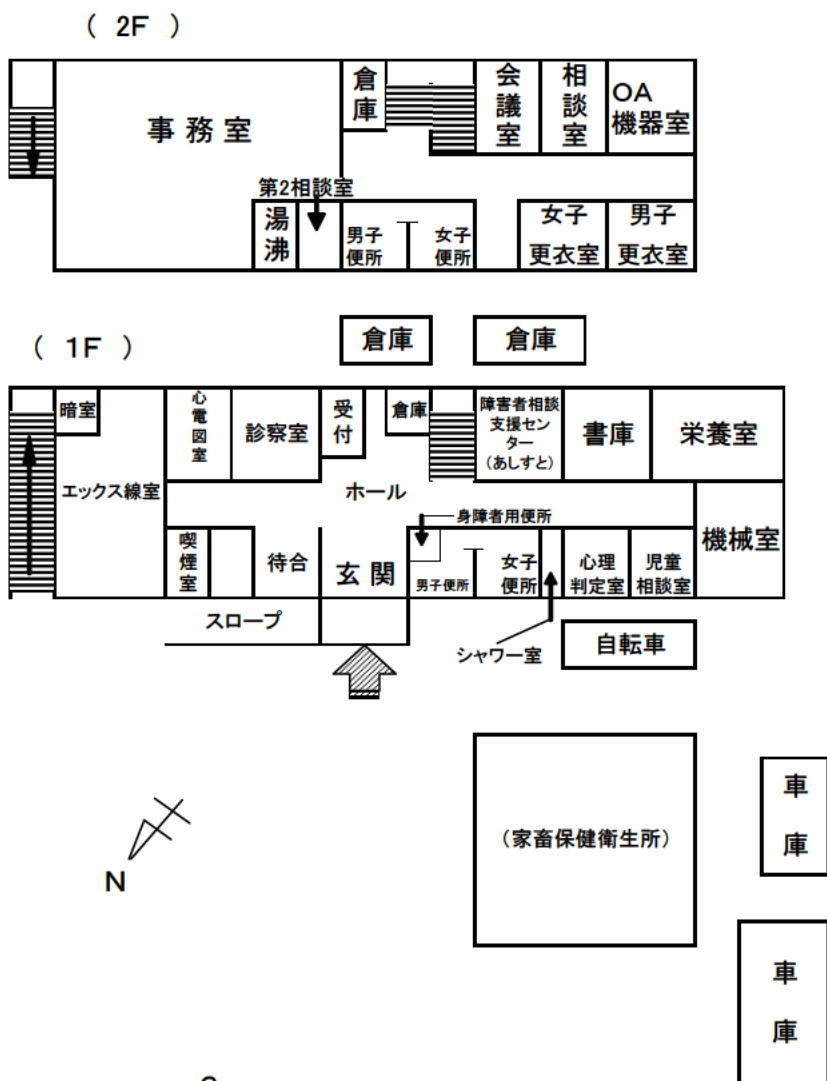 （ 2F ）
倉庫
会議室
相談室
OA
機器室
事務室
第2相談室
湯沸
男子
便所
女子
便所
女子
更衣室
男子
更衣室
（ 1F ）
倉庫
倉庫
暗室
心電図室
診察室
受付
倉庫
障害者相談
支援セン
ター
（あしすと）
書庫
栄養室
エックス線室
ホール
身障者用便所
喫煙室
待合
玄関
男子便所
女子
便所
心理
判定室
児童
相談室
機械室
スロープ
シャワー室
自転車
（家畜保健衛生所）
車庫
N
車庫